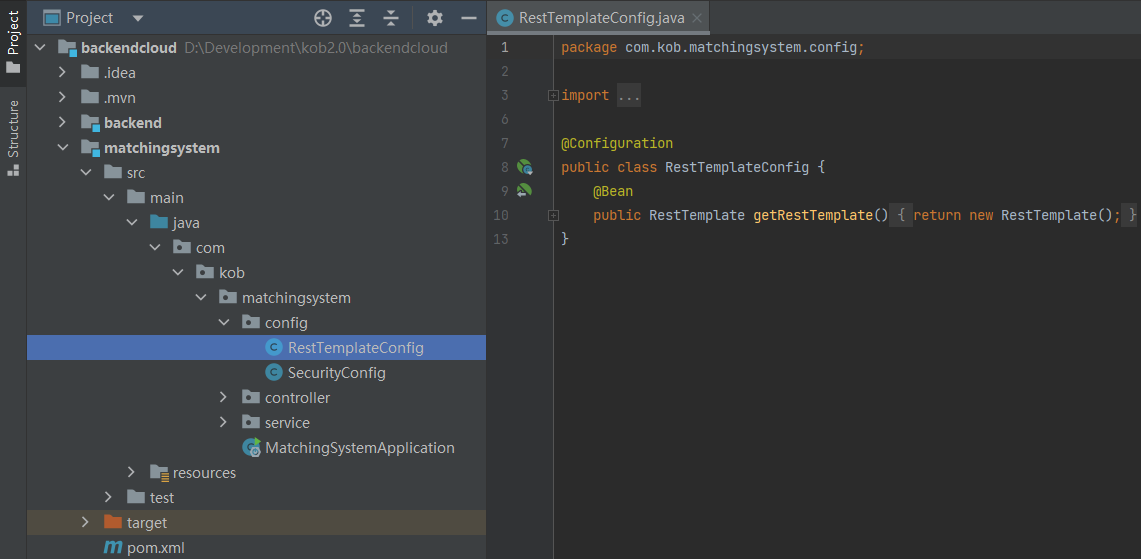 Project
Structure
Project
backendcloud D:\Development\kob2.0\backendcloud
.idea
.mvn
backend
matchingsystem
src
main
java
com
kob
matchingsystem
config
RestTemplateConfig
SecurityConfig
controller
service
MatchingSystemApplication
resources
test
target
pom.xml
RestTemplateConfig.java
1 package com.kob.matchingsystem.config;
2
3 import ...
6
7 @Configuration
8 public class RestTemplateConfig {
9 @Bean
10 public RestTemplate getRestTemplate() { return new RestTemplate(); }
13 }